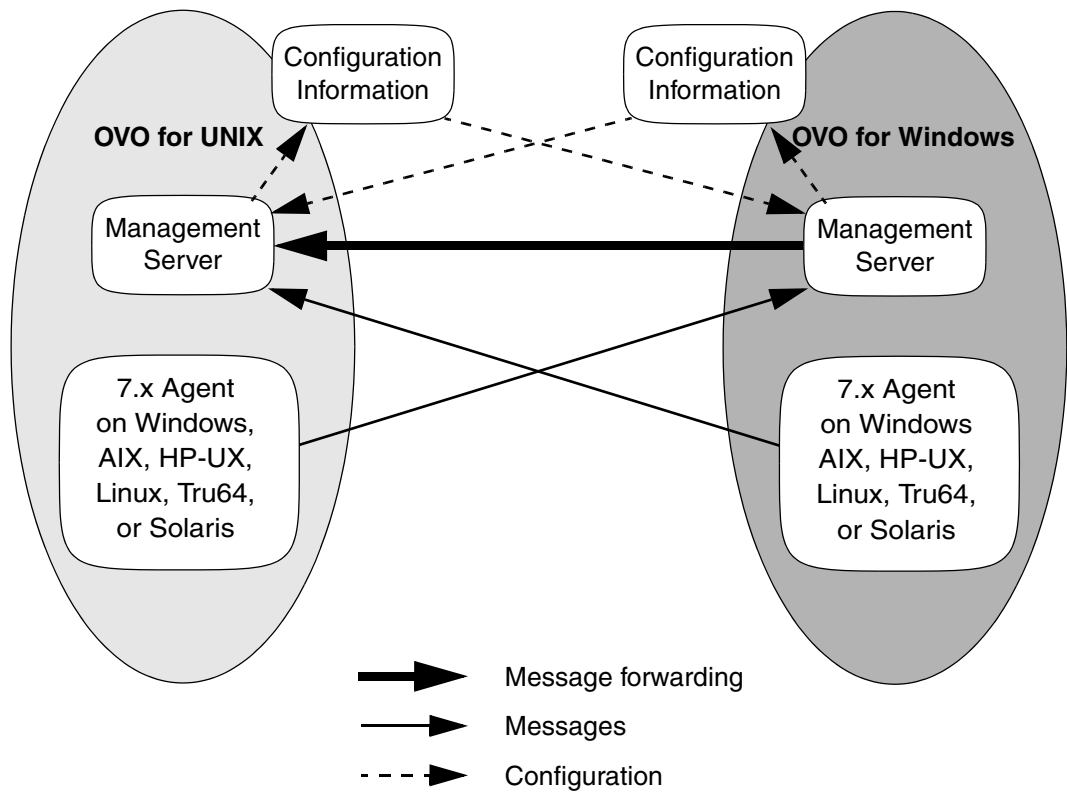 Configuration
Information
Configuration
Information
OVO for UNIX
OVO for Windows
Management
Server
Management
Server
7.x Agent
on Windows,
AIX, HP-UX,
Linux, Tru64,
or Solaris
7.x Agent
on Windows
AIX, HP-UX,
Linux, Tru64,
or Solaris
Message forwarding
Messages
Configuration